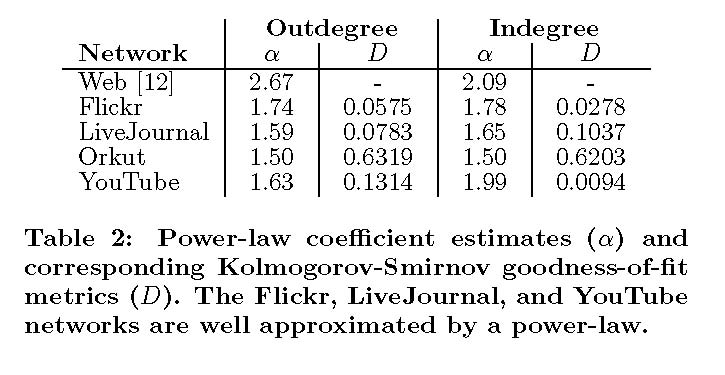 Outdegree Indegree
Network α D α D
Web [12] 2.67 - 2.09 -
Flickr 1.74 0.0575 1.78 0.0278
LiveJournal 1.59 0.0783 1.65 0.1037
Orkut 1.50 0.6319 1.50 0.6203
YouTube 1.63 0.1314 1.99 0.0094
Table 2: Power-law coefficient estimates (α) and
corresponding Kolmogorov-Smirnov goodness-of-fit
metrics (D). The Flickr, LiveJournal, and YouTube
networks are well approximated by a power-law.